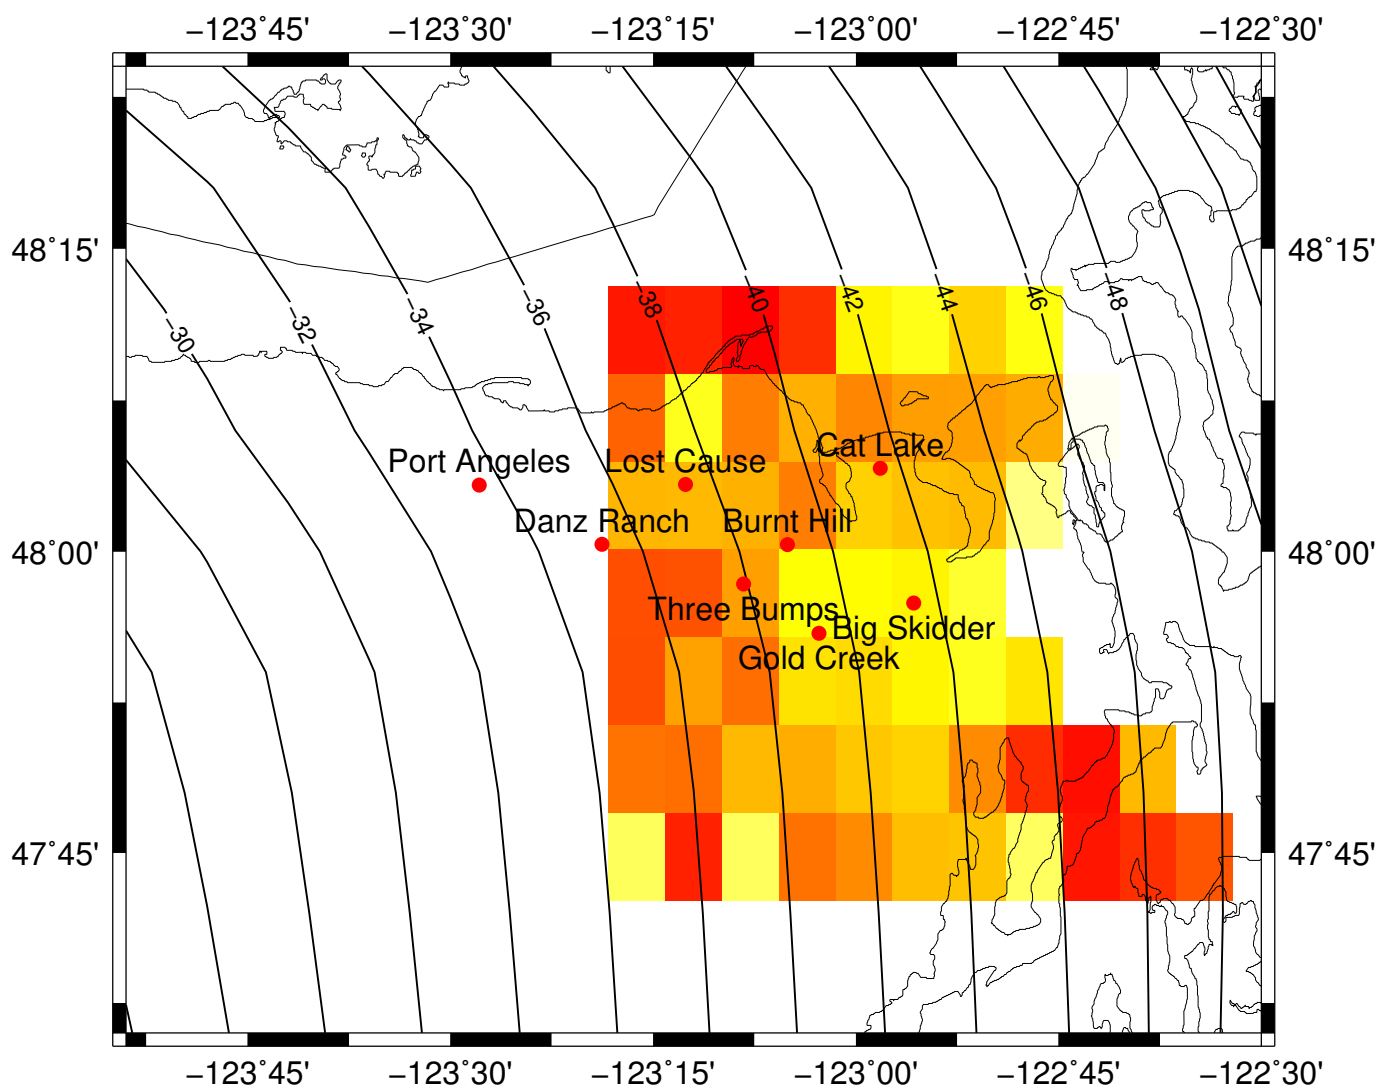 −123˚45' −123˚30' −123˚15' −123˚00' −122˚45' −122˚30'
48˚15' 48˚15'
−30 −32 −34 −36 −38 −40 −42 −44 −46 −48
Cat Lake
Port Angeles Lost Cause
Danz Ranch Burnt Hill
48˚00' 48˚00'
Three Bumps
Big Skidder
Gold Creek
47˚45' 47˚45'
−123˚45' −123˚30' −123˚15' −123˚00' −122˚45' −122˚30'